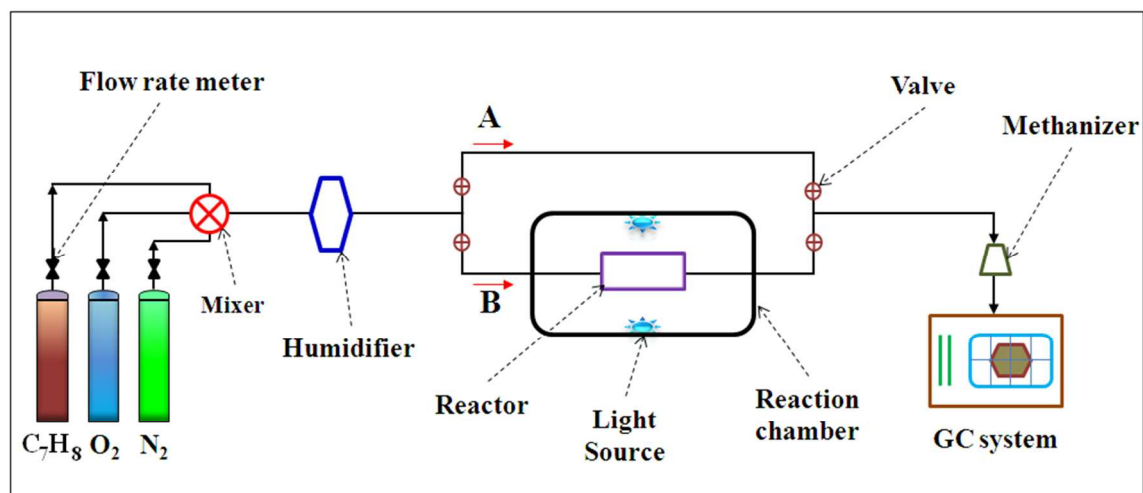 Flow rate meter
A
Valve
Methanizer
Mixer
Humidifier
B
Reactor
Light
Source
Reaction
chamber
GC system
C₇H₈ O₂ N₂